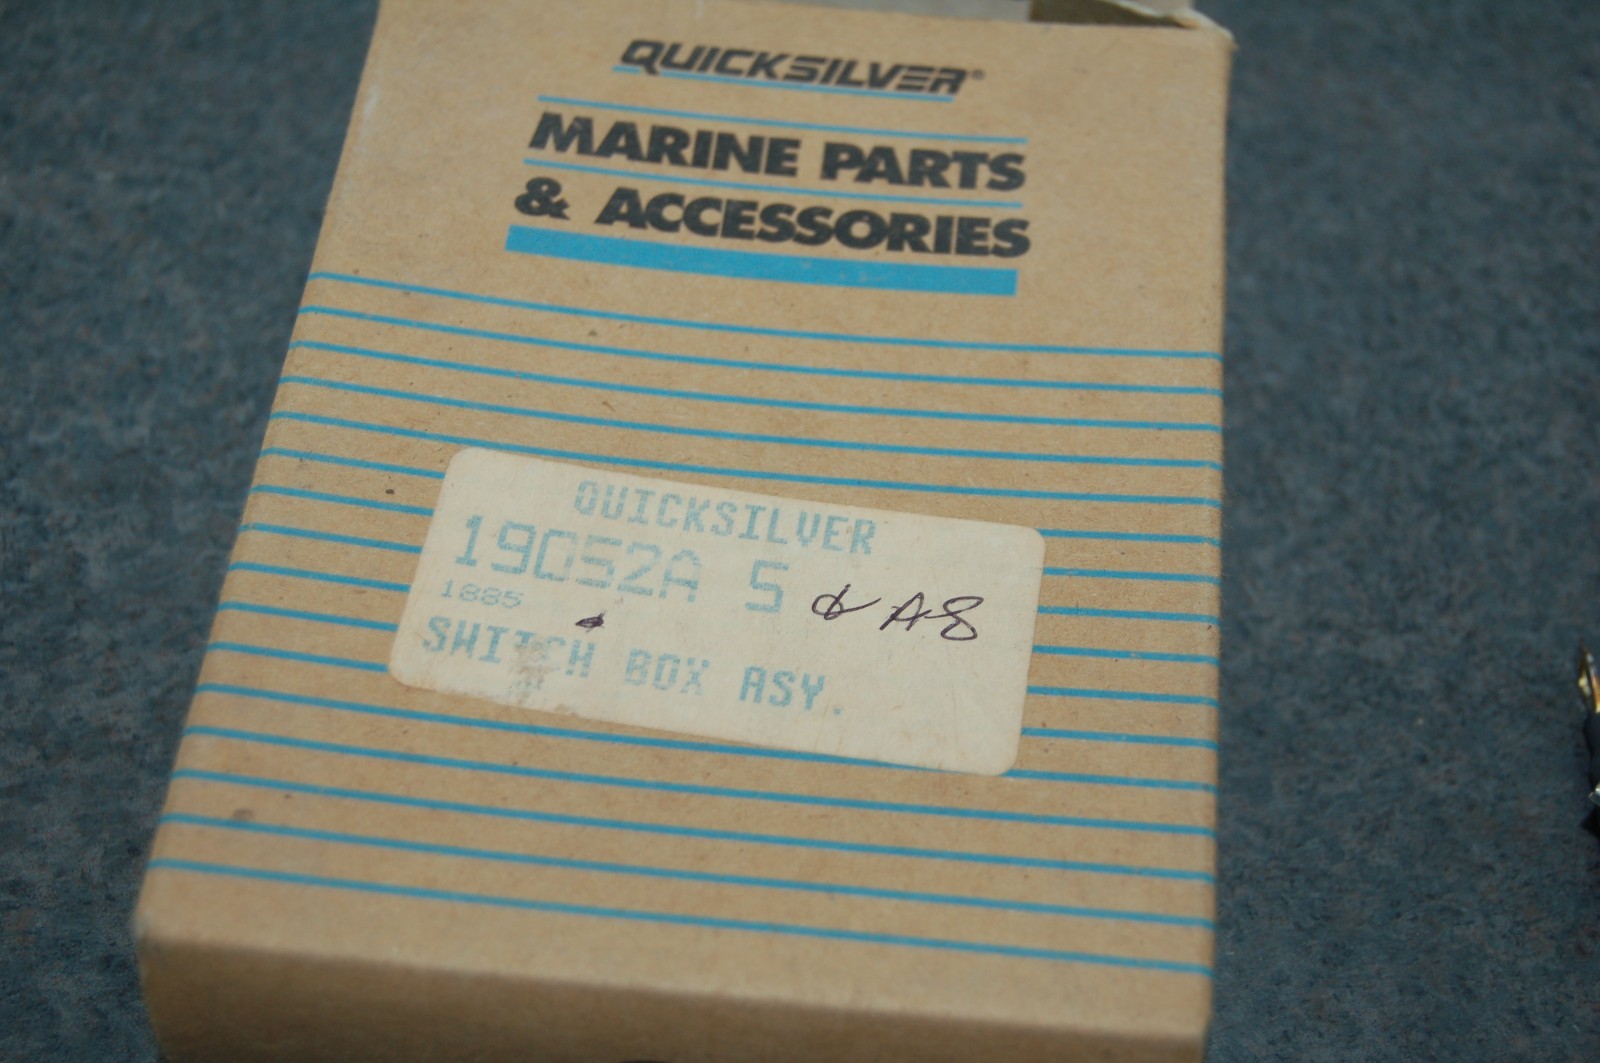 QUICKSILVER®
MARINE PARTS
& ACCESSORIES
QUICKSILVER
19052A 5 & A8
1885
SWITCH BOX ASY.